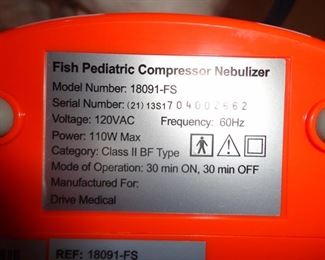 Fish Pediatric Compressor Nebulizer
Model Number: 18091-FS
Serial Number: (21) 13S1704002662
Voltage: 120VAC Frequency: 60Hz
Power: 110W Max
Category: Class II BF Type
Mode of Operation: 30 min ON, 30 min OFF
Manufactured For:
Drive Medical
REF: 18091-FS